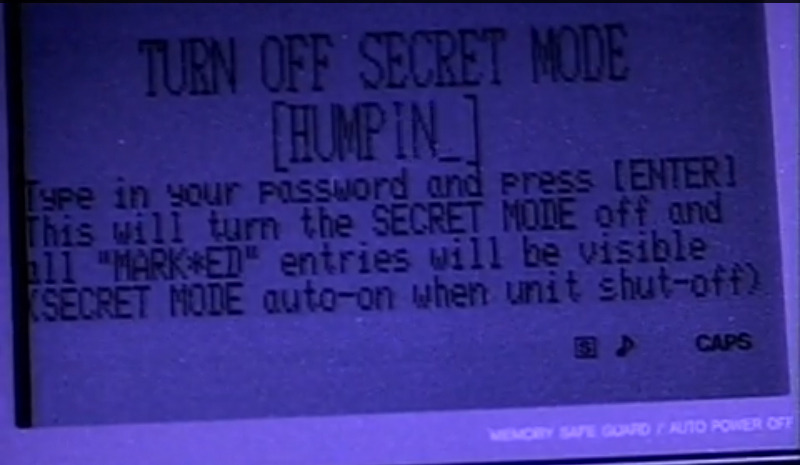 TURN OFF SECRET MODE
[HUMPIN_]
Type in your password and press [ENTER]
This will turn the SECRET MODE off and
all "MARK*ED" entries will be visible
(SECRET MODE auto-on when unit shut-off)
S ♪ CAPS
MEMORY SAFE GUARD / AUTO POWER OFF